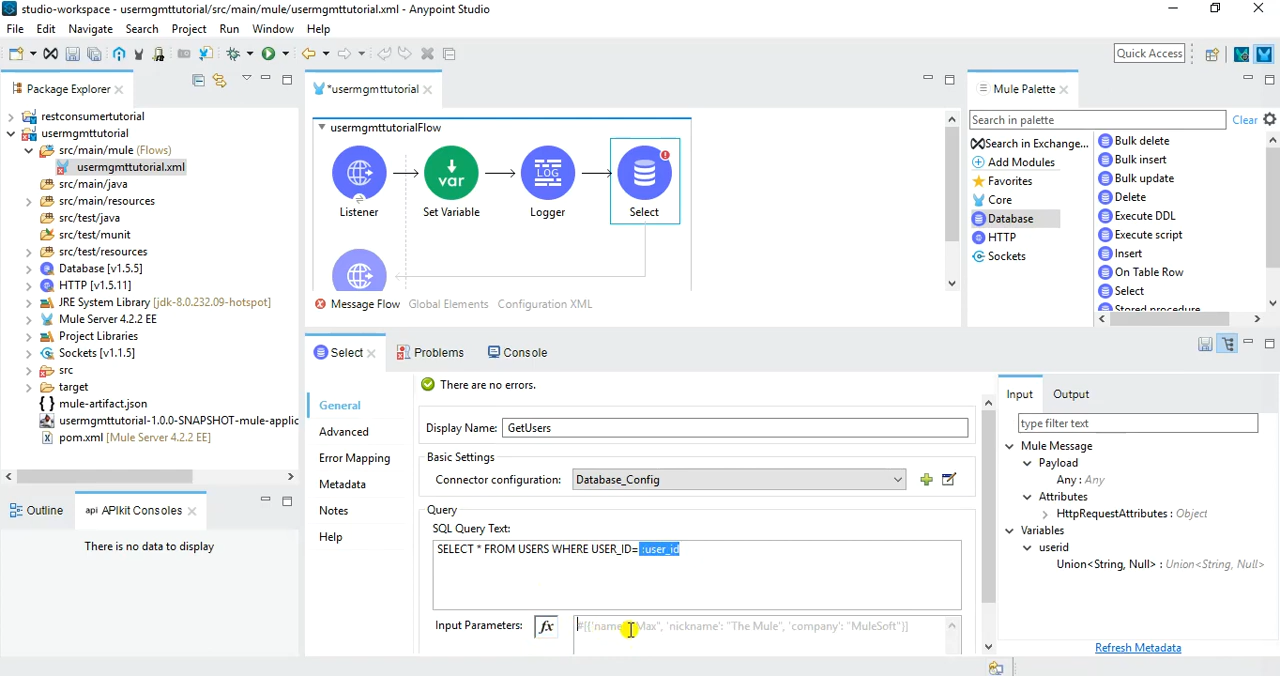 studio-workspace - usermgmttutorial/src/main/mule/usermgmttutorial.xml - Anypoint Studio
File Edit Navigate Search Project Run Window Help
Quick Access
Package Explorer
restconsumertutorial
usermgmttutorial
src/main/mule (Flows)
usermgmttutorial.xml
src/main/java
src/main/resources
src/test/java
src/test/munit
src/test/resources
Database [v1.5.5]
HTTP [v1.5.11]
JRE System Library [jdk-8.0.232.09-hotspot]
Mule Server 4.2.2 EE
Project Libraries
Sockets [v1.1.5]
src
target
mule-artifact.json
usermgmttutorial-1.0.0-SNAPSHOT-mule-applic
pom.xml [Mule Server 4.2.2 EE]
Outline
api APIkit Consoles
There is no data to display
*usermgmttutorial
usermgmttutorialFlow
var
LOG
Listener
Set Variable
Logger
Select
Message Flow Global Elements Configuration XML
Mule Palette
Search in palette
Clear
Search in Exchange...
Add Modules
Favorites
Core
Database
HTTP
Sockets
Bulk delete
Bulk insert
Bulk update
Delete
Execute DDL
Execute script
Insert
On Table Row
Select
Stored procedure
Select
Problems
Console
There are no errors.
General
Advanced
Error Mapping
Metadata
Notes
Help
Display Name: GetUsers
Basic Settings
Connector configuration: Database_Config
Query
SQL Query Text:
SELECT * FROM USERS WHERE USER_ID= :user_id
Input Parameters: fx
'nickname': "The Mule", 'company': "MuleSoft"}]
Input Output
type filter text
Mule Message
Payload
Any : Any
Attributes
HttpRequestAttributes : Object
Variables
userid
Union<String, Null> : Union<String, Null>
Refresh Metadata